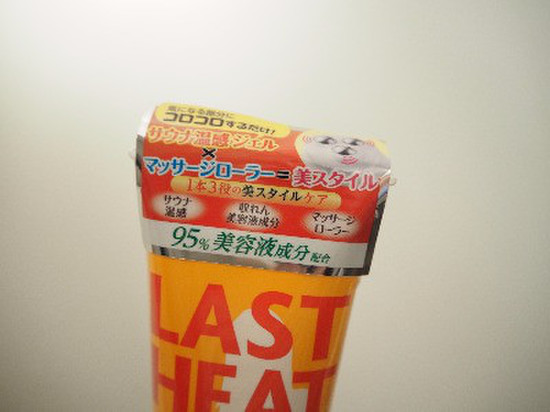 気になる部分に
コロコロするだけ!
サウナ温感ジェル
×
マッサージローラー=美スタイル
1本3役の美スタイルケア
サウナ
温感
収れん
美容液成分
マッサージ
ローラー
95%美容液成分配合
LAST
HEAT